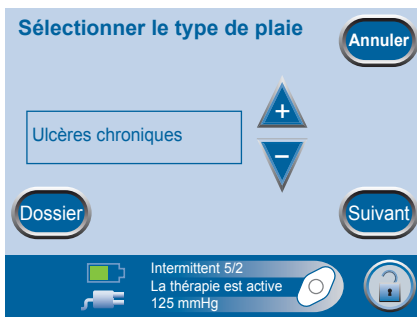 Sélectionner le type de plaie
Annuler
+
Ulcères chroniques
−
Dossier
Suivant
Intermittent 5/2
La thérapie est active
125 mmHg